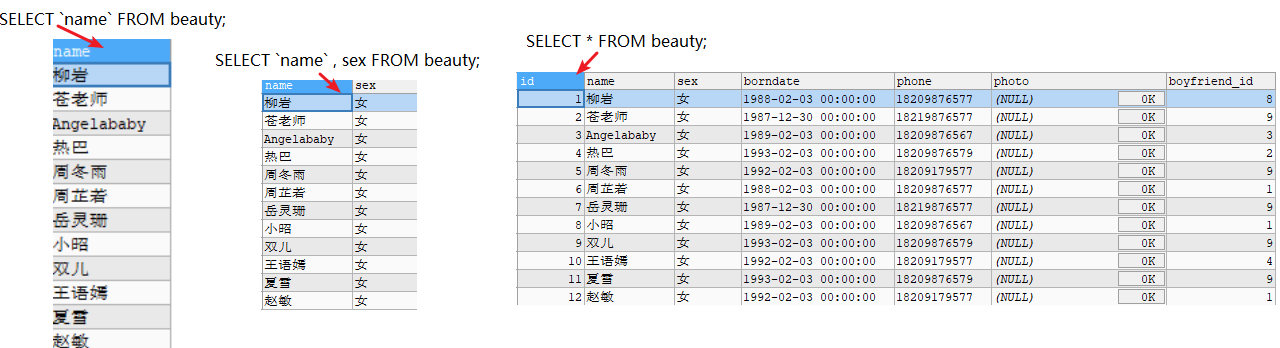 SELECT `name` FROM beauty;
name
柳岩
苍老师
Angelababy
热巴
周冬雨
周芷若
岳灵珊
小昭
双儿
王语嫣
夏雪
赵敏
SELECT `name` , sex FROM beauty;
name sex
柳岩 女
苍老师 女
Angelababy 女
热巴 女
周冬雨 女
周芷若 女
岳灵珊 女
小昭 女
双儿 女
王语嫣 女
夏雪 女
赵敏 女
SELECT * FROM beauty;
id name sex borndate phone photo boyfriend_id
1 柳岩 女 1988-02-03 00:00:00 18209876577 (NULL) 0K 8
2 苍老师 女 1987-12-30 00:00:00 18219876577 (NULL) 0K 9
3 Angelababy 女 1989-02-03 00:00:00 18209876567 (NULL) 0K 3
4 热巴 女 1993-02-03 00:00:00 18209876579 (NULL) 0K 2
5 周冬雨 女 1992-02-03 00:00:00 18209179577 (NULL) 0K 9
6 周芷若 女 1988-02-03 00:00:00 18209876577 (NULL) 0K 1
7 岳灵珊 女 1987-12-30 00:00:00 18219876577 (NULL) 0K 9
8 小昭 女 1989-02-03 00:00:00 18209876567 (NULL) 0K 1
9 双儿 女 1993-02-03 00:00:00 18209876579 (NULL) 0K 9
10 王语嫣 女 1992-02-03 00:00:00 18209179577 (NULL) 0K 4
11 夏雪 女 1993-02-03 00:00:00 18209876579 (NULL) 0K 9
12 赵敏 女 1992-02-03 00:00:00 18209179577 (NULL) 0K 1